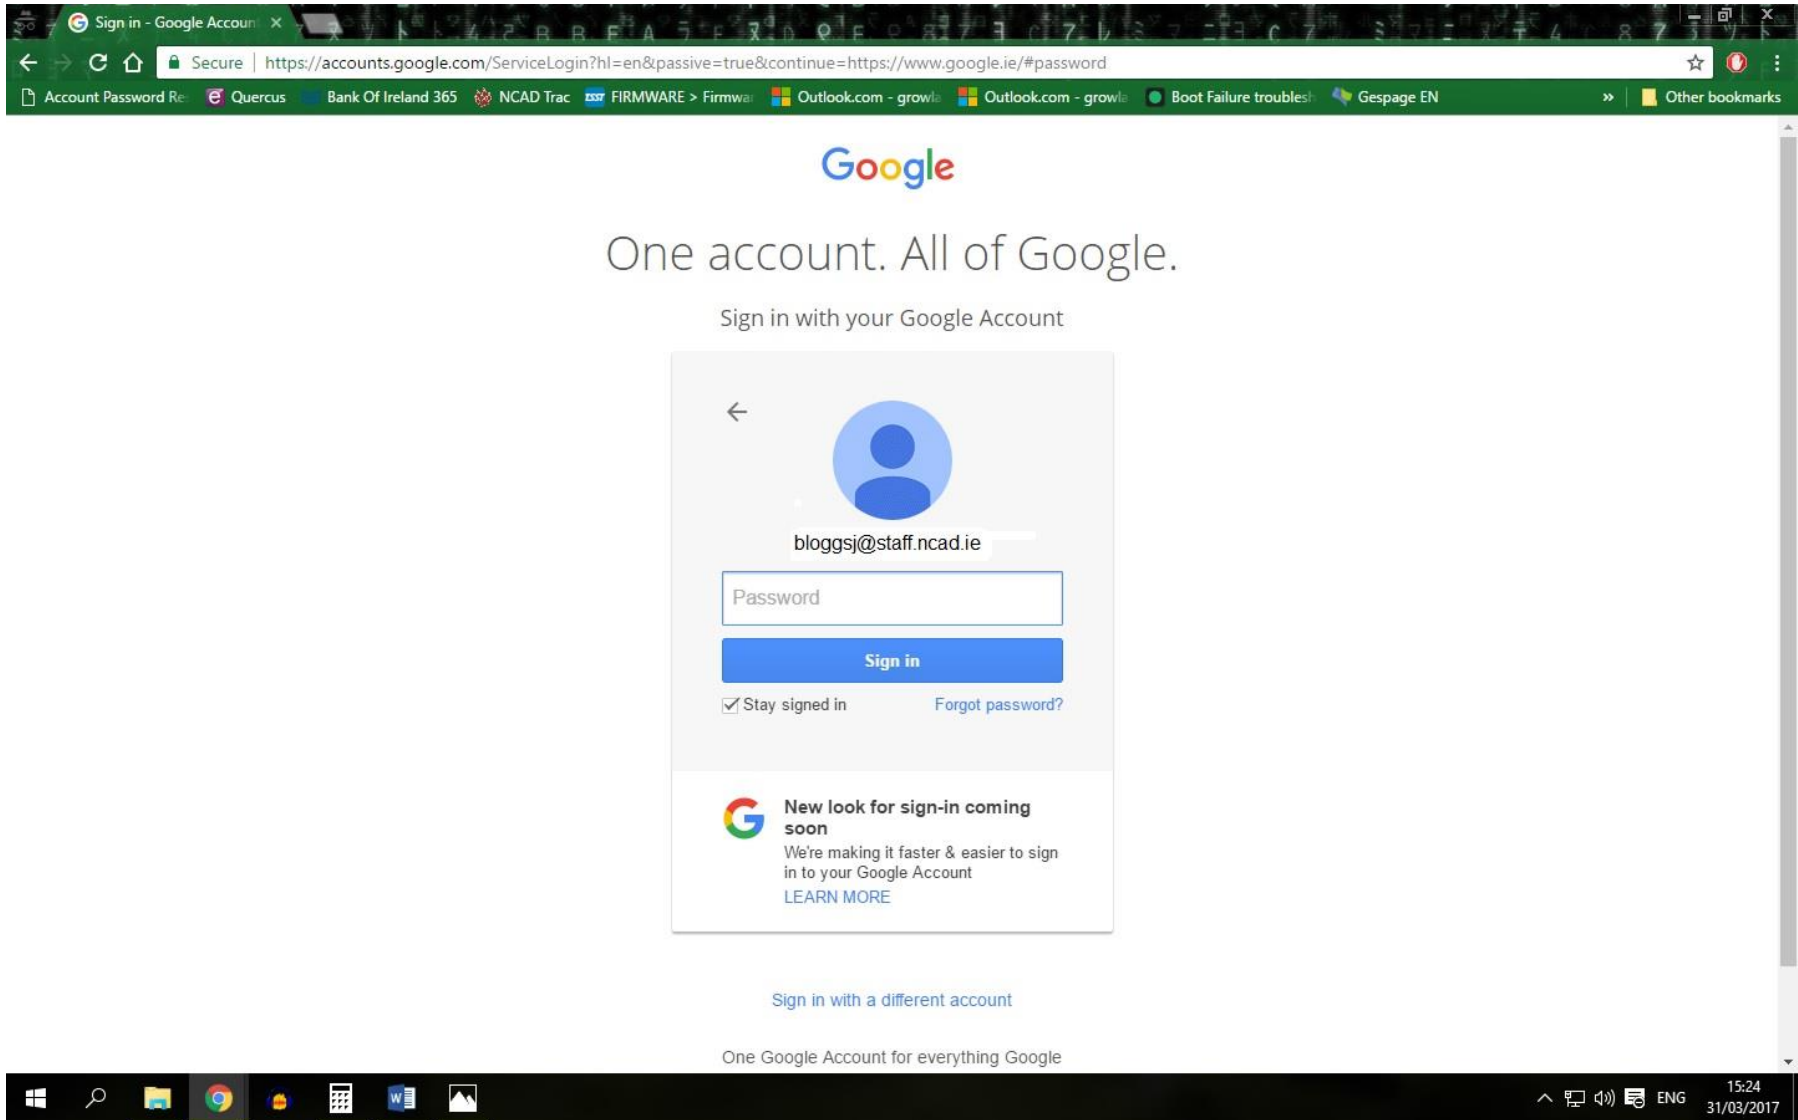 Sign in - Google Accoun
Secure | https://accounts.google.com/ServiceLogin?hl=en&passive=true&continue=https://www.google.ie/#password
Account Password Re Quercus Bank Of Ireland 365 NCAD Trac FIRMWARE > Firmwa Outlook.com - growla Outlook.com - growla Boot Failure troublesh Gespage EN » Other bookmarks
Google
One account. All of Google.
Sign in with your Google Account
bloggsj@staff.ncad.ie
Password
Sign in
Stay signed in Forgot password?
New look for sign-in coming
soon
We're making it faster & easier to sign
in to your Google Account
LEARN MORE
Sign in with a different account
One Google Account for everything Google
ENG 15:24
31/03/2017